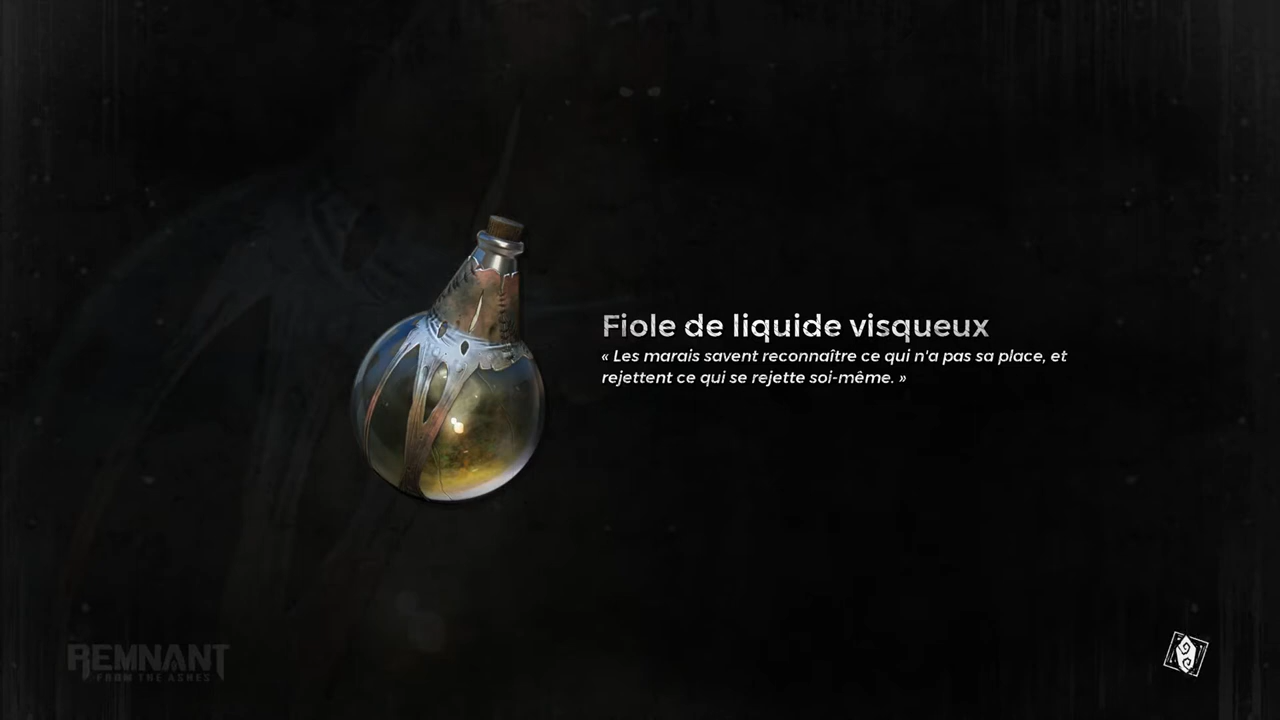 Fiole de liquide visqueux
« Les marais savent reconnaître ce qui n'a pas sa place, et
rejettent ce qui se rejette soi-même. »
REMNANT
FROM THE ASHES